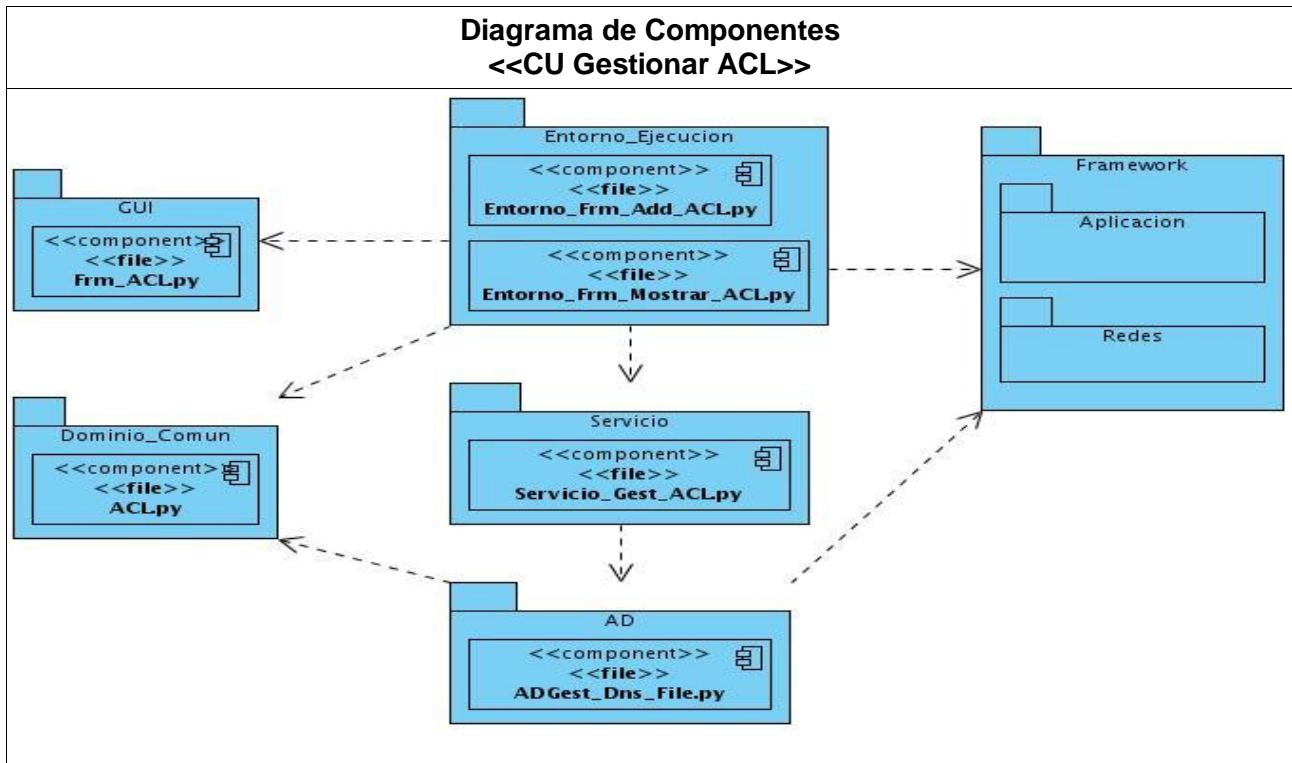 Diagrama de Componentes
<<CU Gestionar ACL>>
Entorno_Ejecucion
<<component>>
<<file>>
Entorno_Frm_Add_ACL.py
<<component>>
<<file>>
Entorno_Frm_Mostrar_ACL.py
GUI
<<component>>
<<file>>
Frm_ACL.py
Framework
Aplicacion
Redes
Dominio_Comun
<<component>>
<<file>>
ACL.py
Servicio
<<component>>
<<file>>
Servicio_Gest_ACL.py
AD
<<component>>
<<file>>
ADGest_Dns_File.py